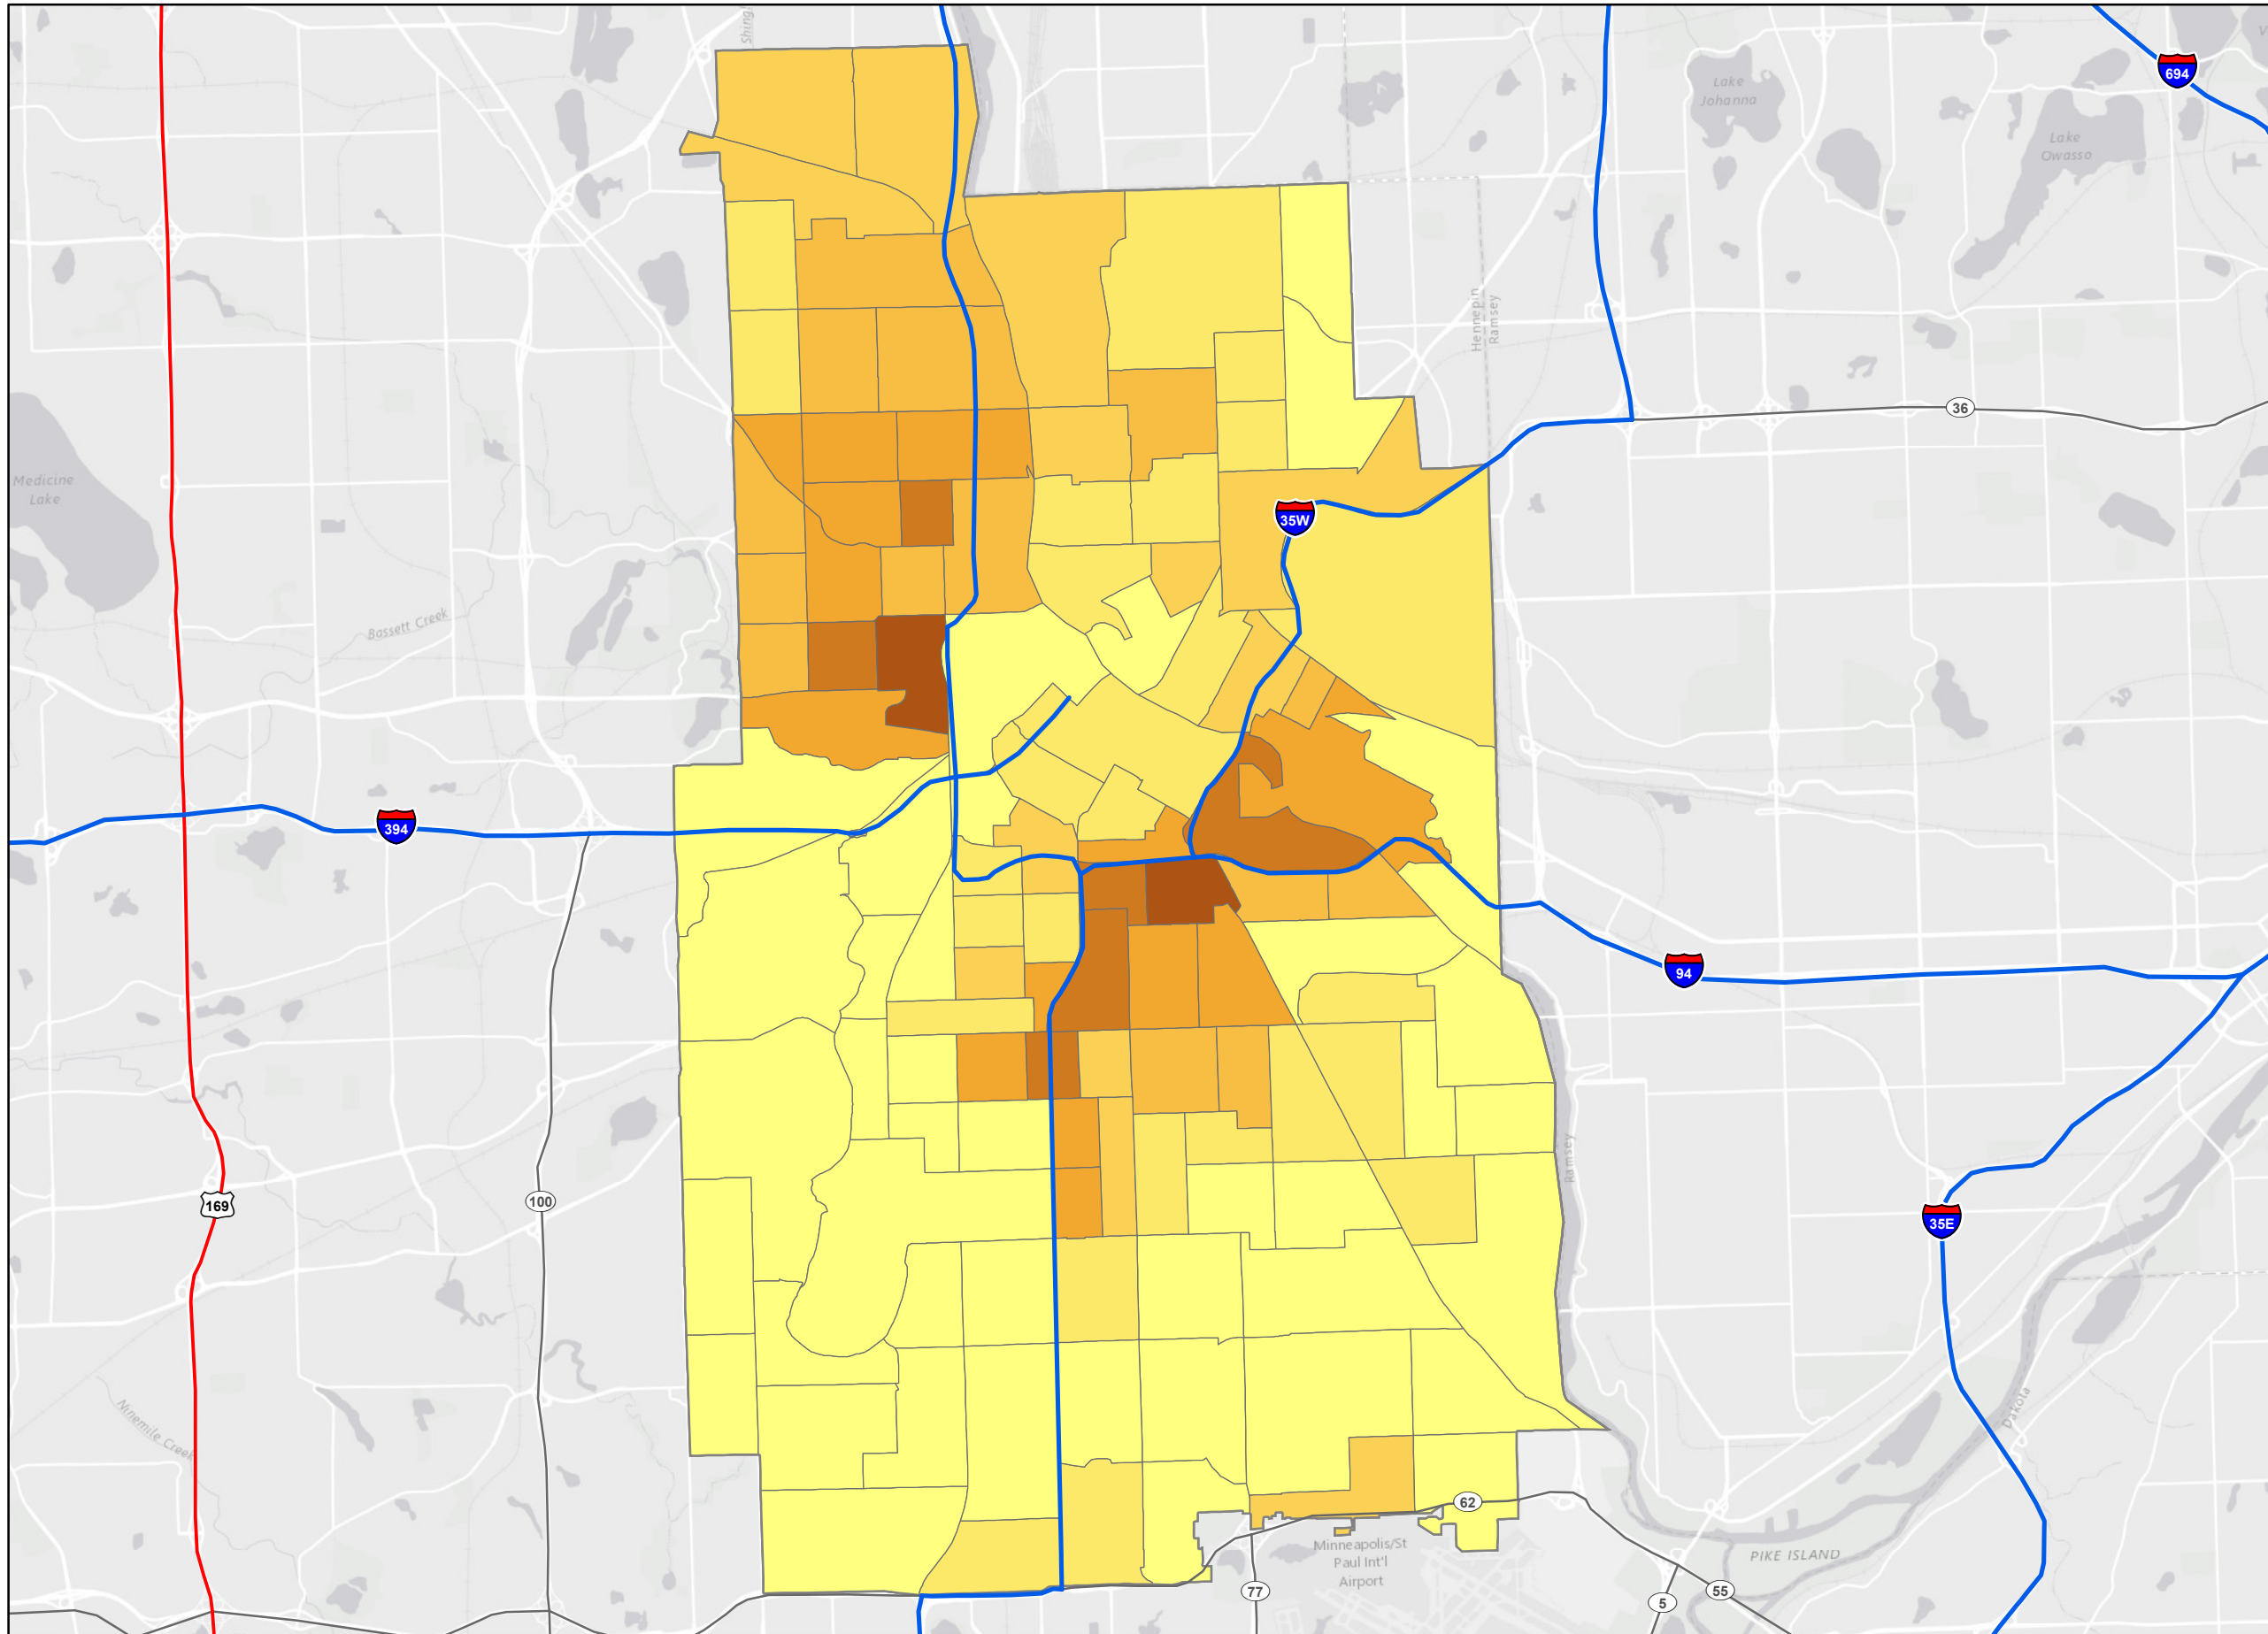 Shingl
694
Lake
Johanna
Lake
Owasso
Hennepin
Ramsey
36
Medicine
Lake
35W
Bassett Creek
394
94
Ramsey
169
100
35E
Ninemile Creek
Dakota
62
Minneapolis/St
Paul Int'l
Airport
PIKE ISLAND
77
55
5